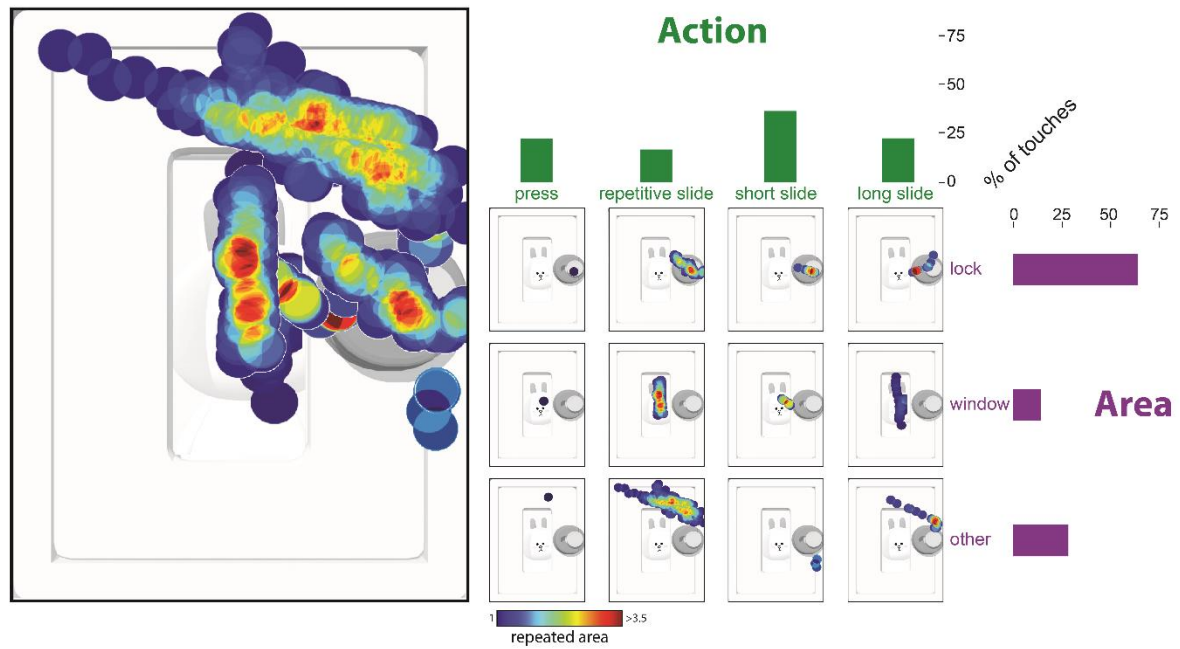 Action
-75
-50
-25
-0
% of touches
press
repetitive slide
short slide
long slide
0 25 50 75
lock
window
Area
other
1 >3.5
repeated area